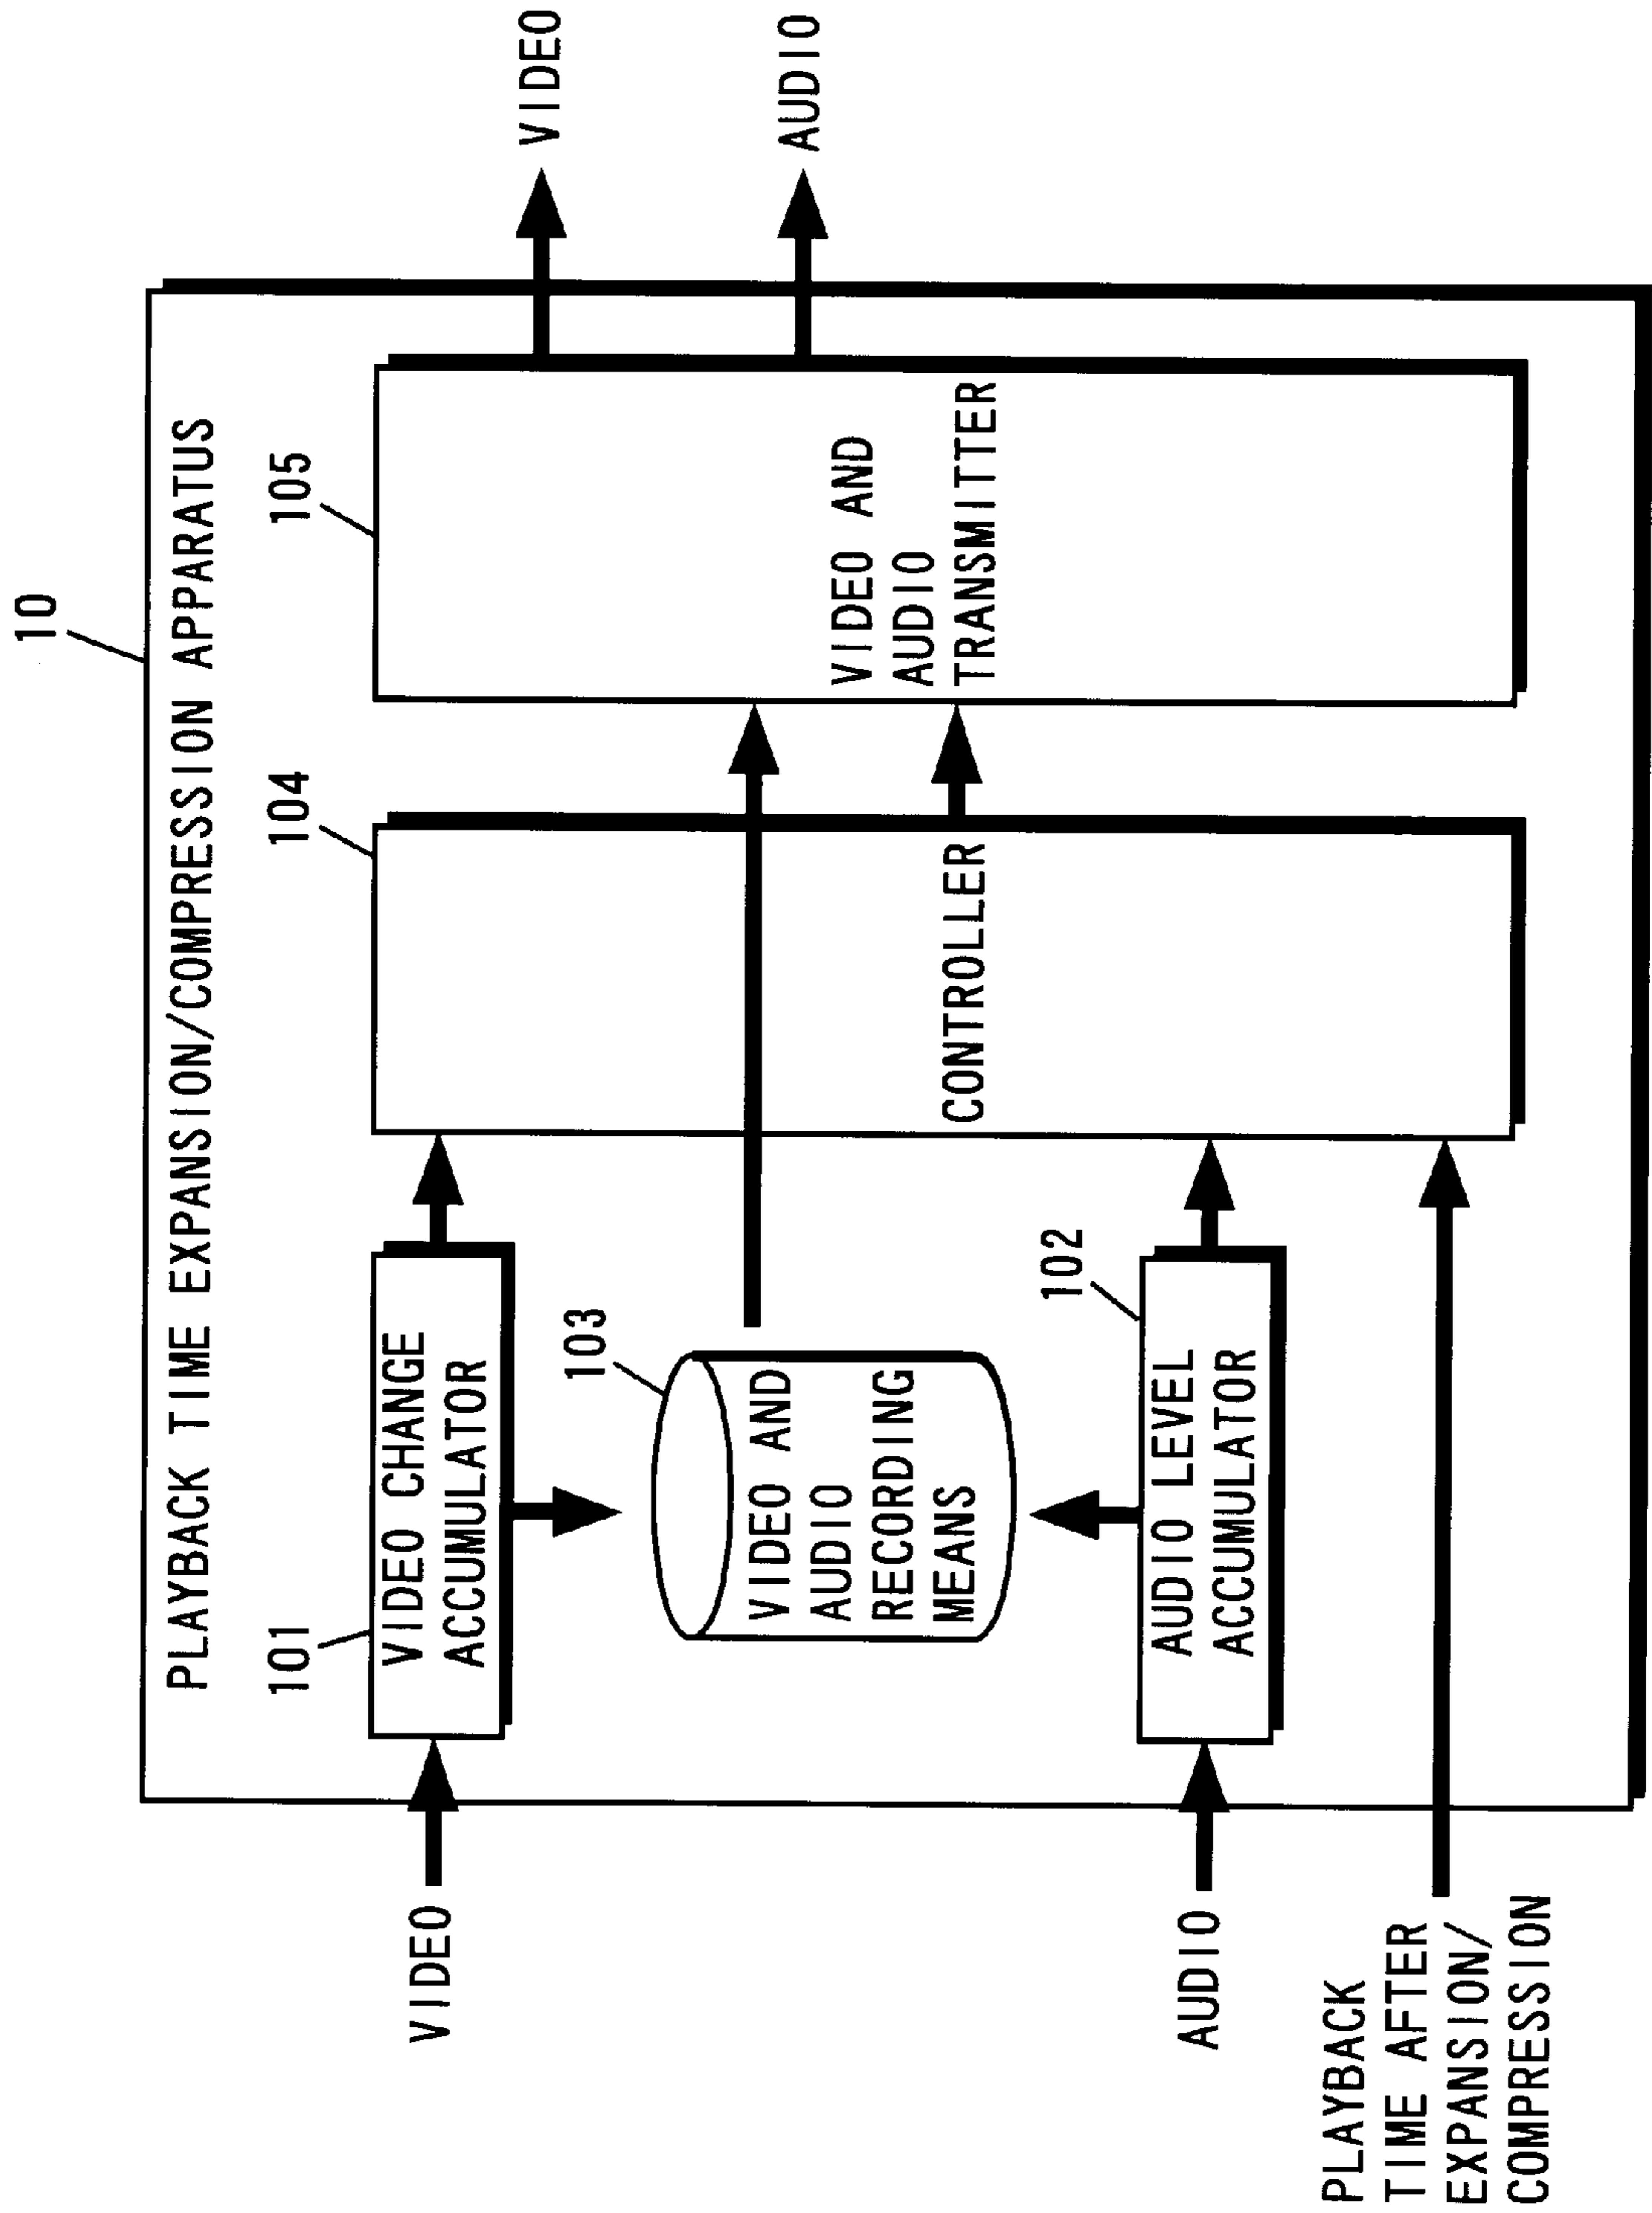 10
PLAYBACK TIME EXPANSION/COMPRESSION APPARATUS
101
104
105
VIDEO
VIDEO CHANGE
ACCUMULATOR
VIDEO
103
VIDEO AND
AUDIO
RECORDING
MEANS
CONTROLLER
VIDEO AND
AUDIO
TRANSMITTER
AUDIO
102
AUDIO
AUDIO LEVEL
ACCUMULATOR
PLAYBACK
TIME AFTER
EXPANSION/
COMPRESSION